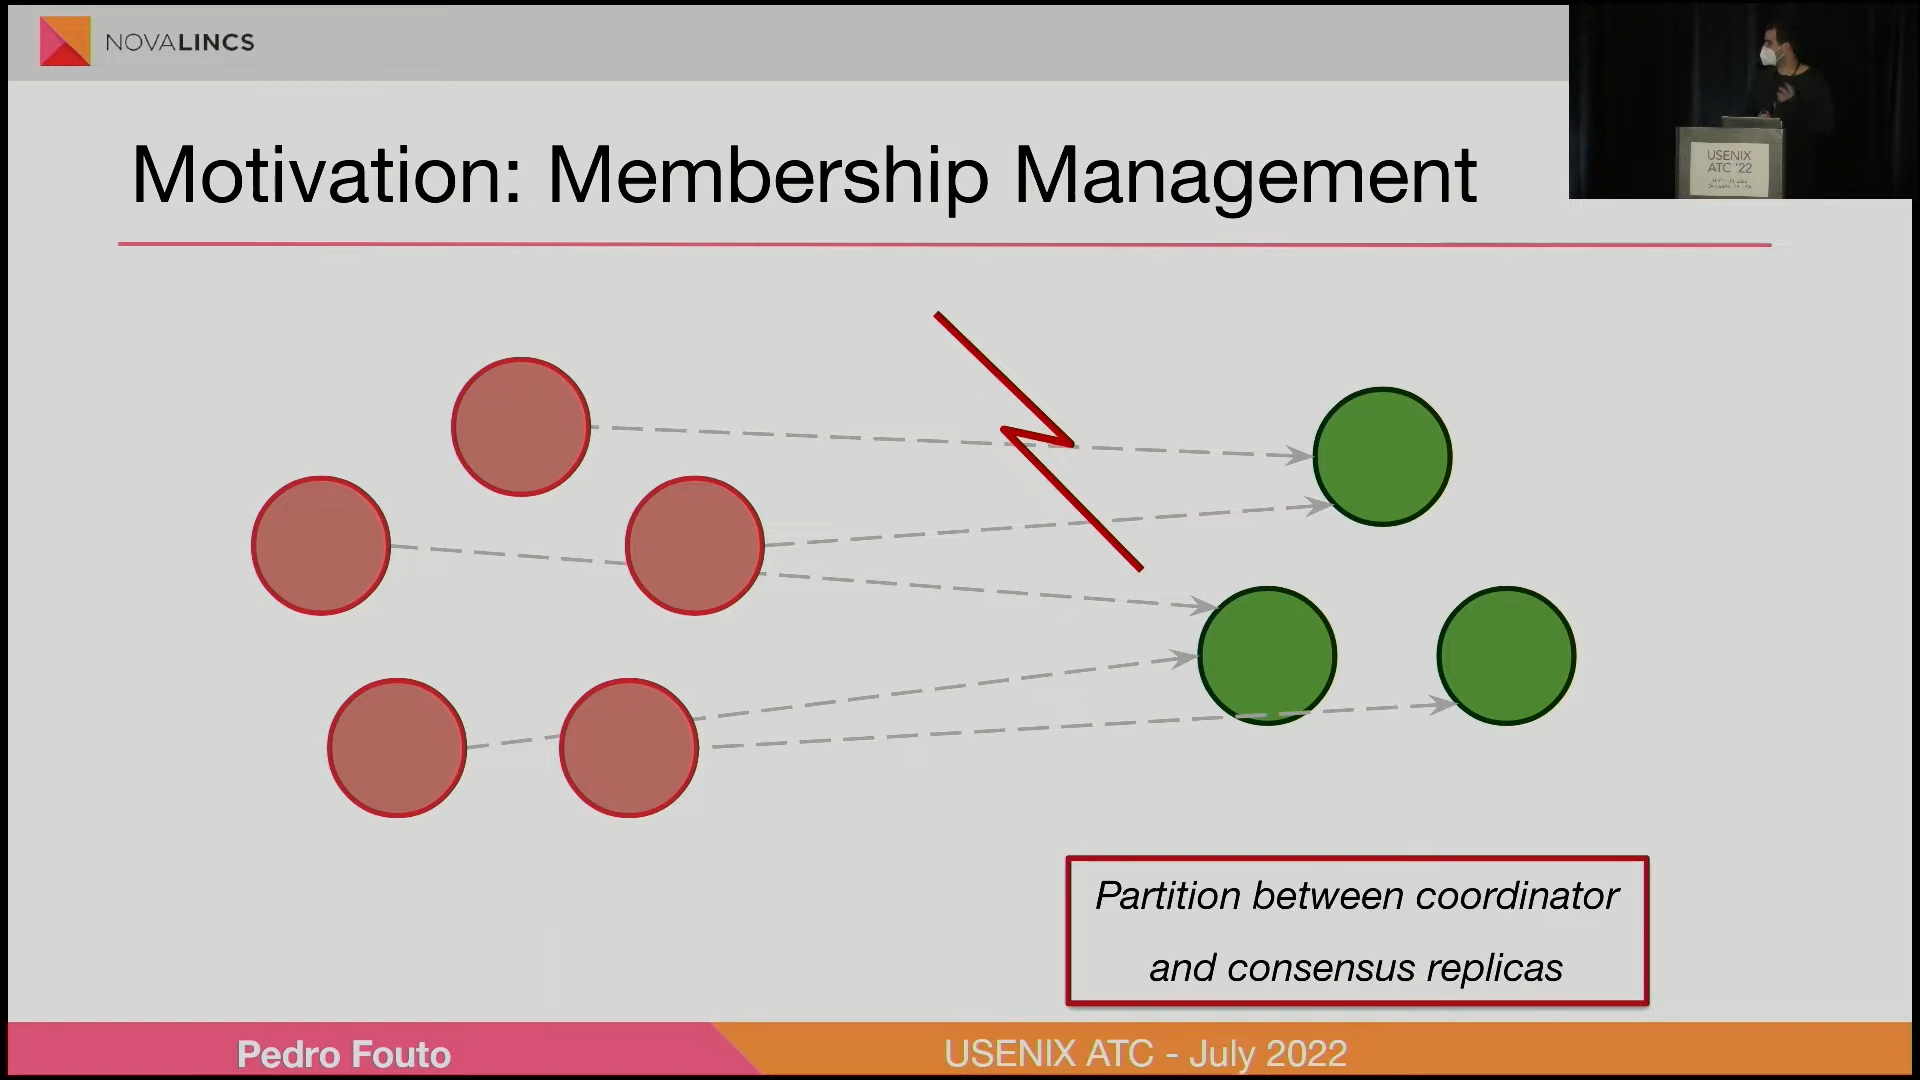 NOVALINCS
Motivation: Membership Management
USENIX
ATC '22
Partition between coordinator
and consensus replicas
Pedro Fouto
USENIX ATC - July 2022